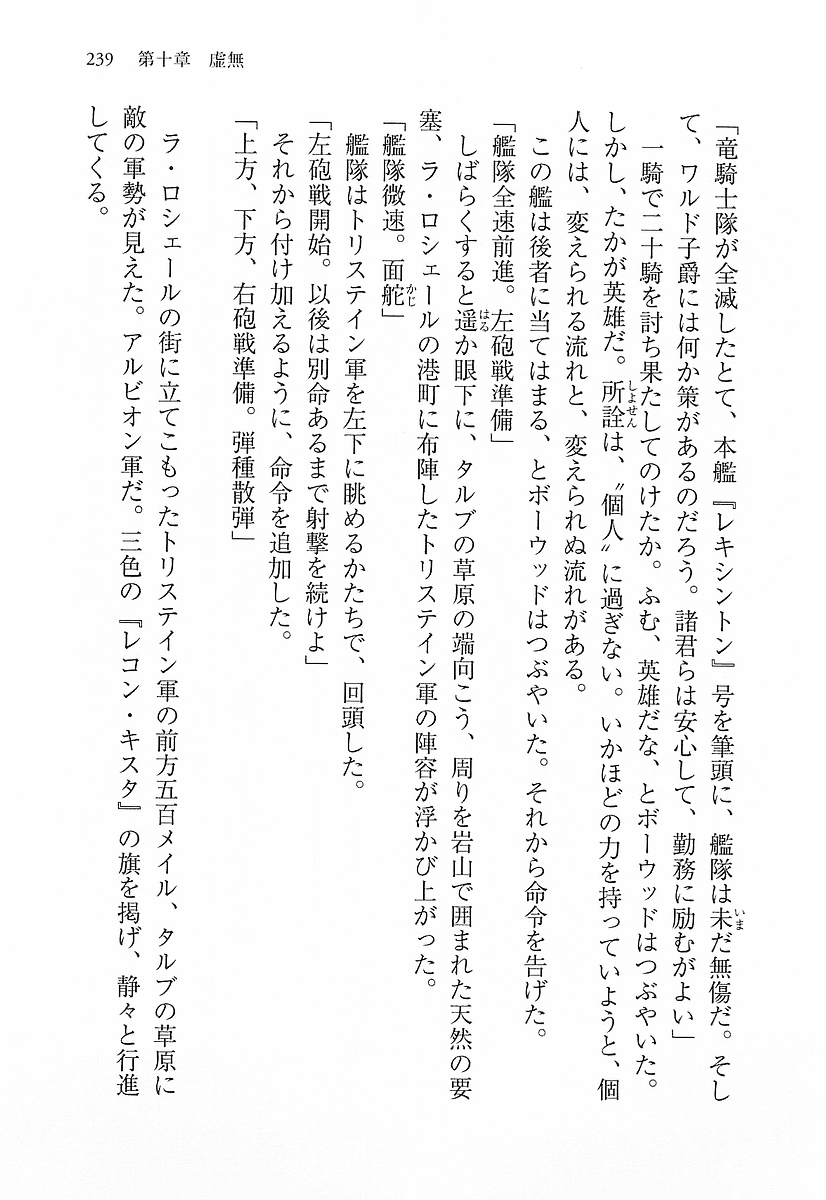 239 第十章 虚無
「竜騎士隊が全滅したとて、本艦『レキシントン』号を筆頭に、艦隊は未だ無傷だ。そし
て、ワルド子爵には何か策があるのだろう。諸君らは安心して、勤務に励むがよい」
一騎で二十騎を討ち果たしてのけたか。ふむ、英雄だな、とボーウッドはつぶやいた。
しかし、たかが英雄だ。所詮は、〝個人〟に過ぎない。いかほどの力を持っていようと、個
人には、変えられる流れと、変えられぬ流れがある。
この艦は後者に当てはまる、とボーウッドはつぶやいた。それから命令を告げた。
「艦隊全速前進。左砲戦準備」
しばらくすると遥か眼下に、タルブの草原の端向こう、周りを岩山で囲まれた天然の要
塞、ラ・ロシェールの港町に布陣したトリステイン軍の陣容が浮かび上がった。
「艦隊微速。面舵」
艦隊はトリステイン軍を左下に眺めるかたちで、回頭した。
「左砲戦開始。以後は別命あるまで射撃を続けよ」
それから付け加えるように、命令を追加した。
「上方、下方、右砲戦準備。弾種散弾」
ラ・ロシェールの街に立てこもったトリステイン軍の前方五百メイル、タルブの草原に
敵の軍勢が見えた。アルビオン軍だ。三色の『レコン・キスタ』の旗を掲げ、静々と行進
してくる。